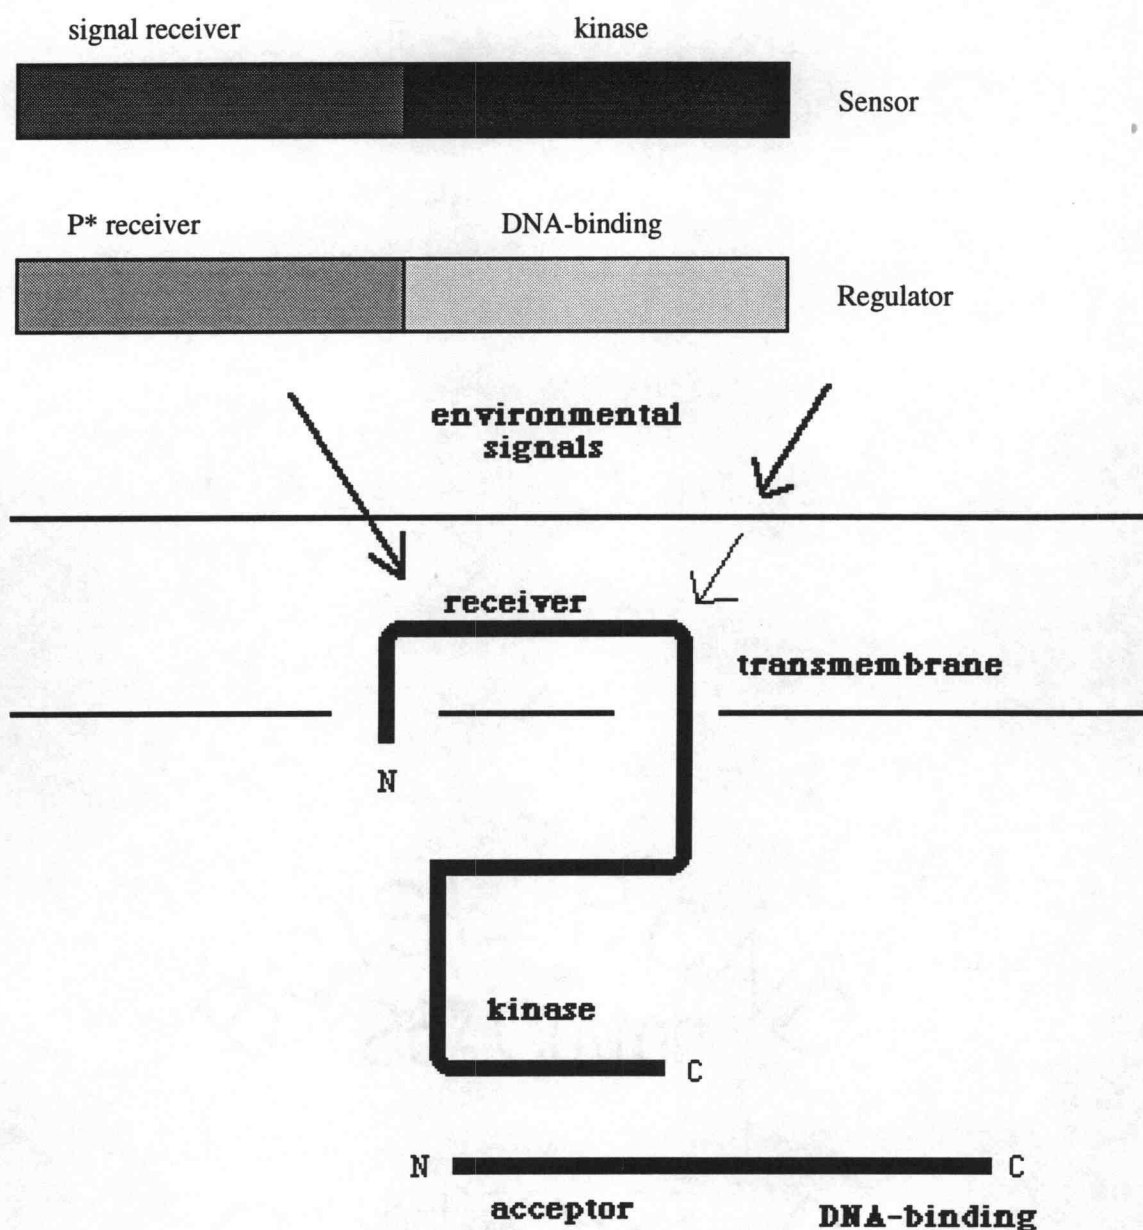 signal receiver kinase
Sensor
P* receiver DNA-binding
Regulator
environmental
signals
receiver
transmembrane
N
kinase
C
N C
acceptor DNA-binding